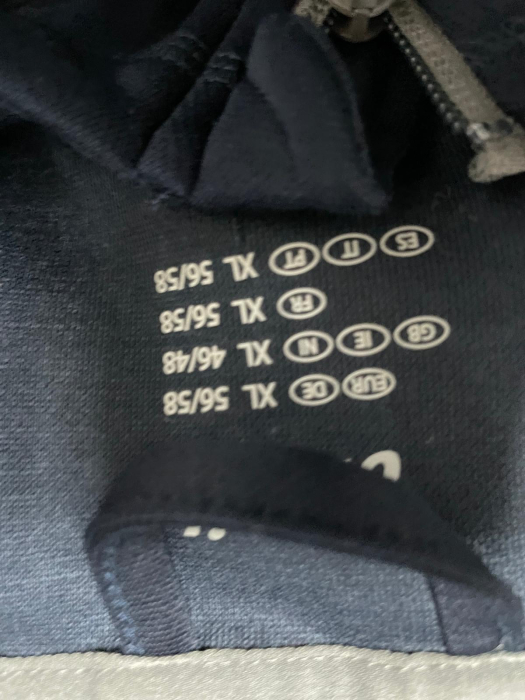 EUR DE XL 56/58
GB IE NI XL 46/48
FR XL 56/58
ES IT PT XL 56/58